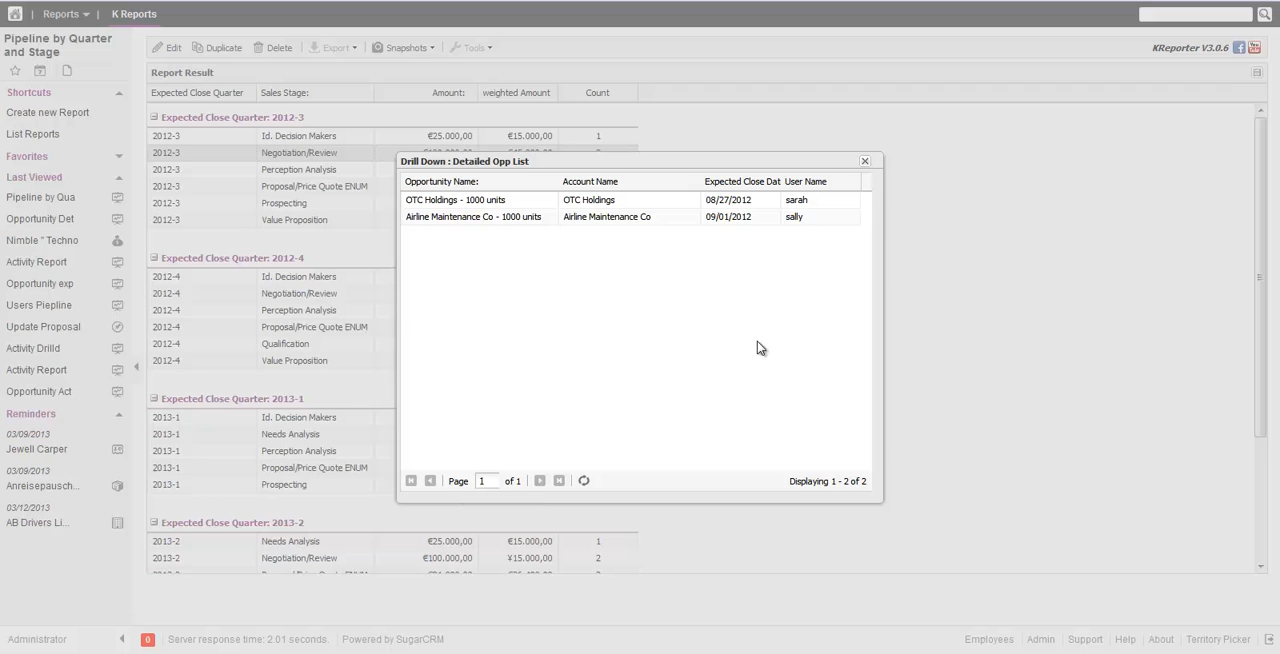 Reports
K Reports
Pipeline by Quarter
and Stage
Shortcuts
Create new Report
List Reports
Favorites
Last Viewed
Pipeline by Qua
Opportunity Det
Nimble " Techno
Activity Report
Opportunity exp
Users Piepline
Update Proposal
Activity Drilld
Activity Report
Opportunity Act
Reminders
03/09/2013
Jewell Carper
03/09/2013
Anreisepausch...
03/12/2013
AB Drivers Li...
Edit Duplicate Delete Export Snapshots Tools
KReporter V3.0.6
Report Result
Expected Close Quarter Sales Stage: Amount: weighted Amount Count
Expected Close Quarter: 2012-3
2012-3 Id. Decision Makers €25.000,00 €15.000,00 1
2012-3 Negotiation/Review
2012-3 Perception Analysis
2012-3 Proposal/Price Quote ENUM
2012-3 Prospecting
2012-3 Value Proposition
Expected Close Quarter: 2012-4
2012-4 Id. Decision Makers
2012-4 Negotiation/Review
2012-4 Perception Analysis
2012-4 Proposal/Price Quote ENUM
2012-4 Qualification
2012-4 Value Proposition
Expected Close Quarter: 2013-1
2013-1 Id. Decision Makers
2013-1 Needs Analysis
2013-1 Perception Analysis
2013-1 Proposal/Price Quote ENUM
2013-1 Prospecting
Expected Close Quarter: 2013-2
2013-2 Needs Analysis €25.000,00 €15.000,00 1
2013-2 Negotiation/Review €100.000,00 ¥15.000,00 2
Drill Down : Detailed Opp List
Opportunity Name: Account Name Expected Close Dat User Name
OTC Holdings - 1000 units OTC Holdings 08/27/2012 sarah
Airline Maintenance Co - 1000 units Airline Maintenance Co 09/01/2012 sally
Page 1 of 1 Displaying 1 - 2 of 2
Administrator 0 Server response time: 2.01 seconds. Powered by SugarCRM Employees Admin Support Help About Territory Picker